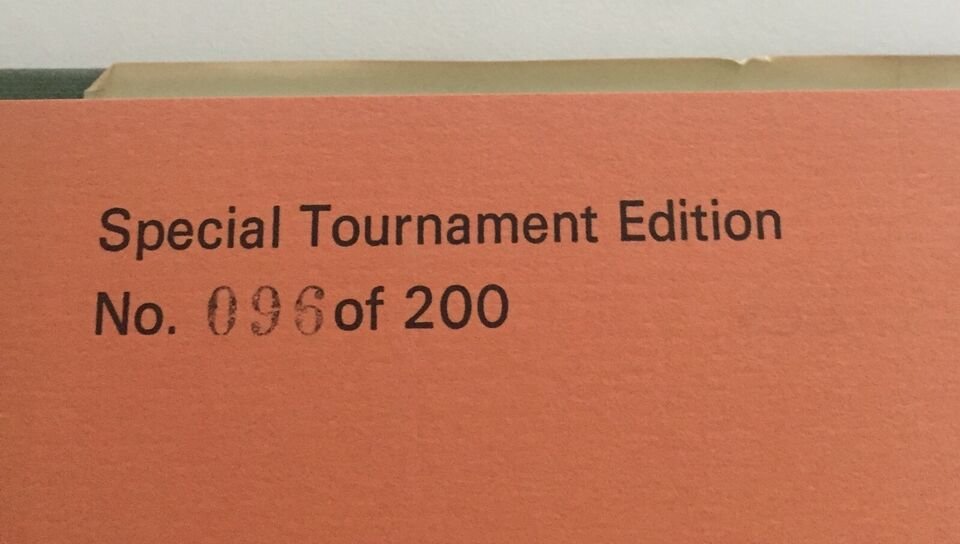 Special Tournament Edition
No. 096 of 200